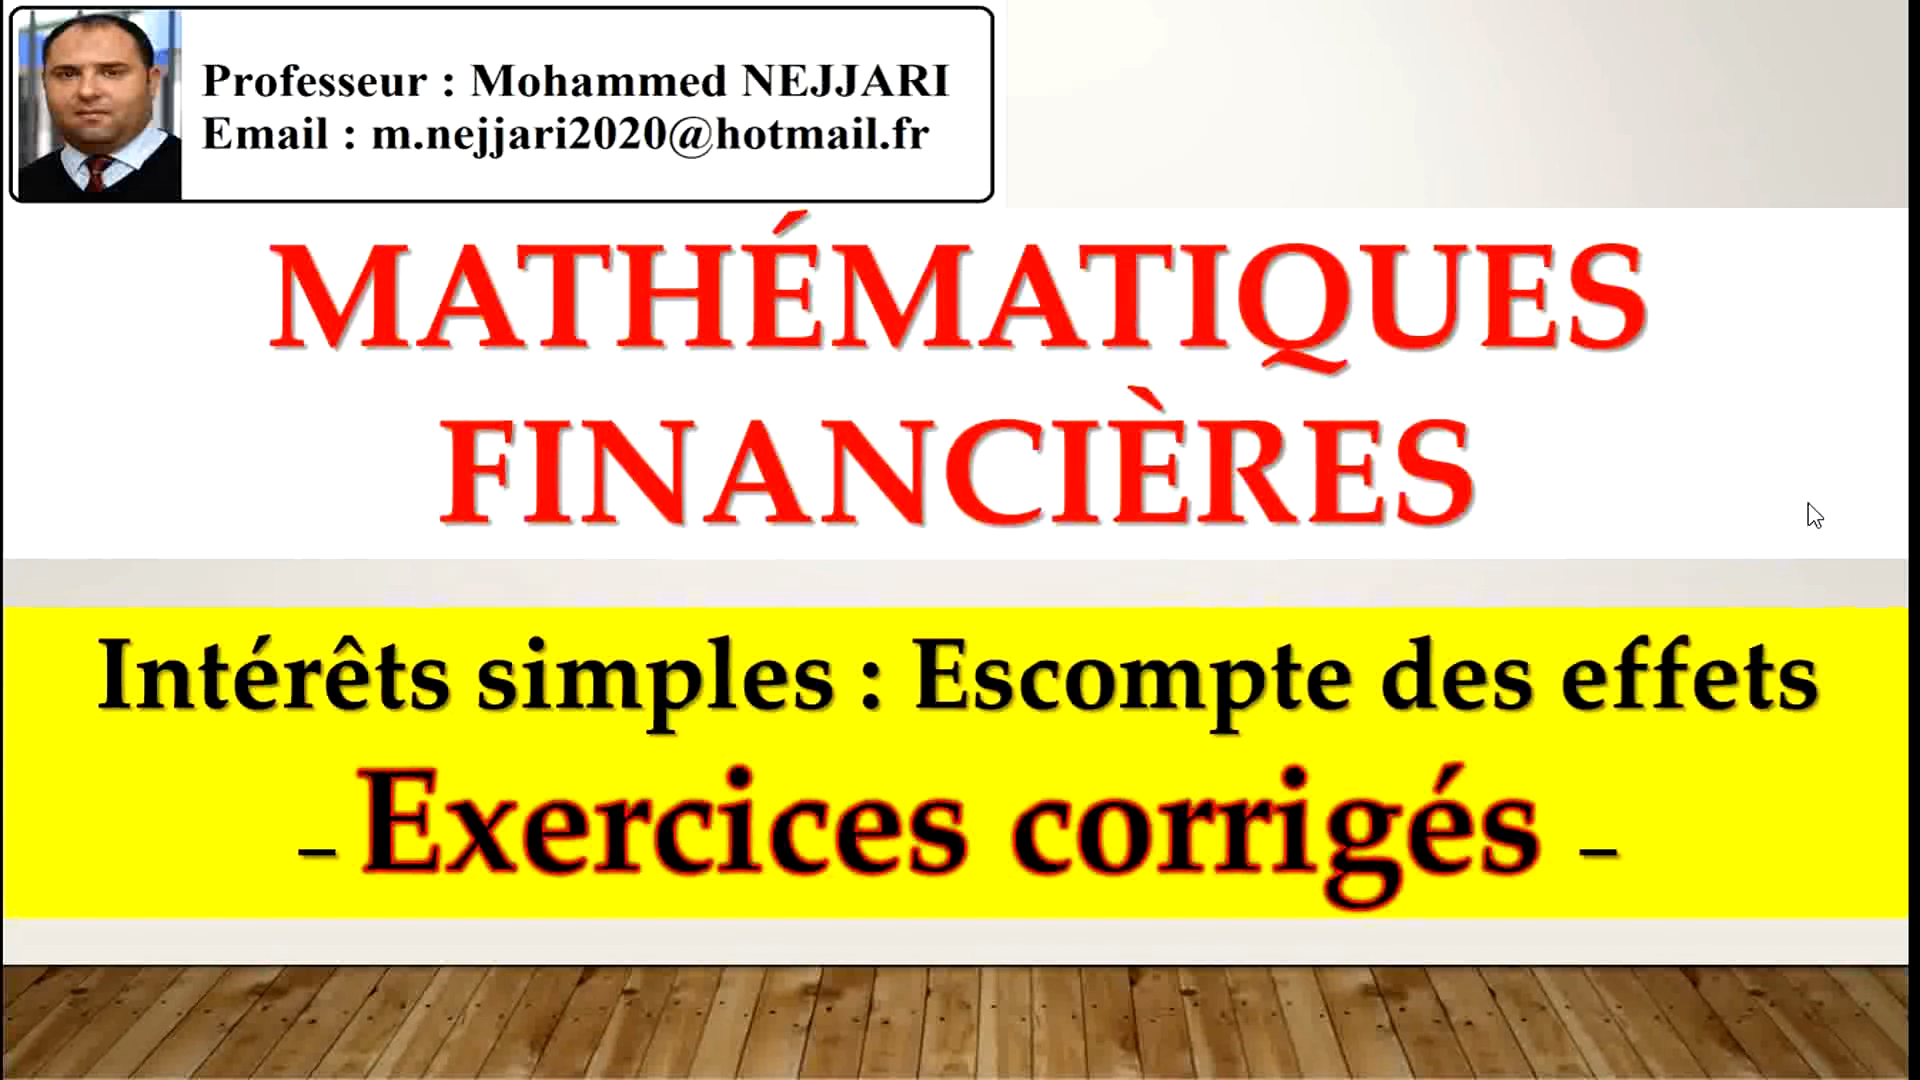 Professeur : Mohammed NEJJARI
Email : m.nejjari2020@hotmail.fr
MATHÉMATIQUES
FINANCIÈRES
Intérêts simples : Escompte des effets
– Exercices corrigés –